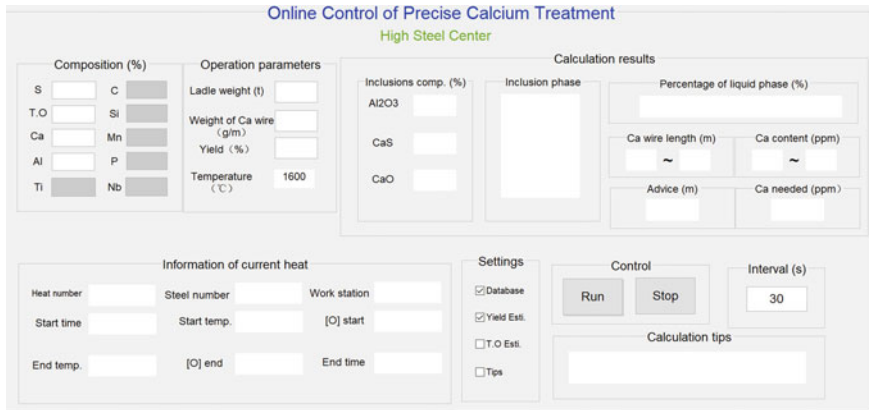 Online Control of Precise Calcium Treatment
High Steel Center
Composition (%)
S
C
T.O
Si
Ca
Mn
Al
P
Ti
Nb
Operation parameters
Ladle weight (t)
Weight of Ca wire
(g/m)
Yield (%)
Temperature
(℃)
1600
Calculation results
Inclusions comp. (%)
Al2O3
CaS
CaO
Inclusion phase
Percentage of liquid phase (%)
Ca wire length (m)
~
Ca content (ppm)
~
Advice (m)
Ca needed (ppm)
Information of current heat
Heat number
Steel number
Work station
Start time
Start temp.
[O] start
End temp.
[O] end
End time
Settings
Database
Yield Esti.
T.O Esti.
Tips
Control
Run
Stop
Interval (s)
30
Calculation tips